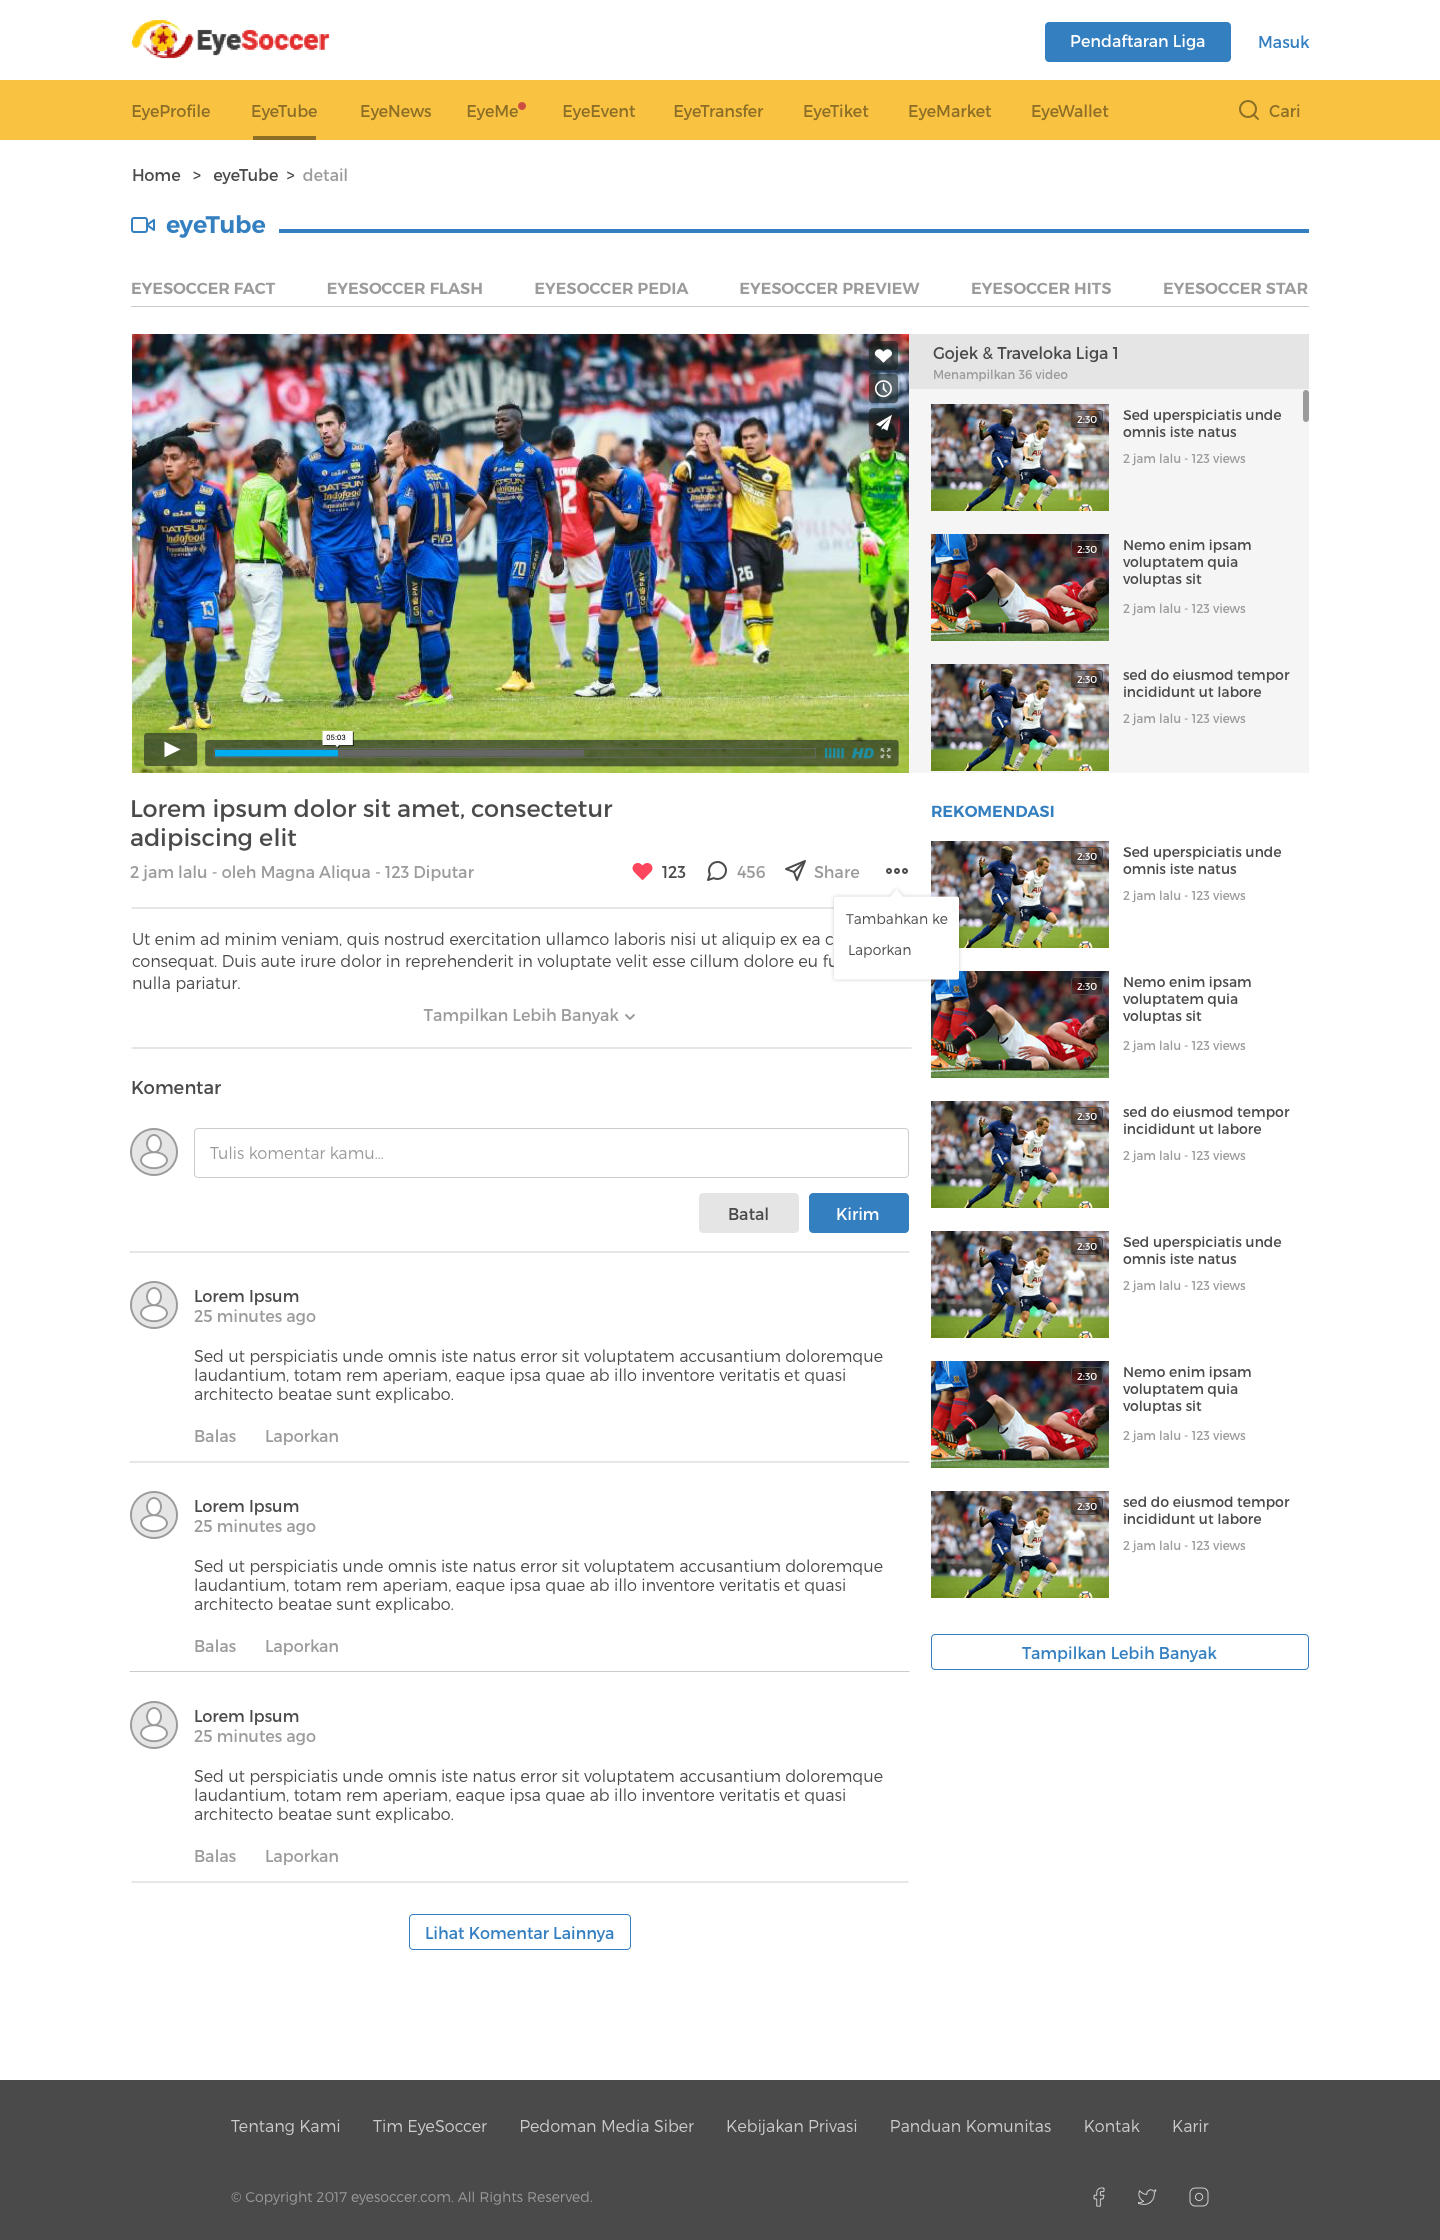 EyeSoccer
Pendaftaran Liga
Masuk
EyeProfile
EyeTube
EyeNews
EyeMe
EyeEvent
EyeTransfer
EyeTiket
EyeMarket
EyeWallet
Cari
Home > eyeTube > detail
eyeTube
EYESOCCER FACT
EYESOCCER FLASH
EYESOCCER PEDIA
EYESOCCER PREVIEW
EYESOCCER HITS
EYESOCCER STAR
DATSUN
Indofood
13
DATSUN
Indofood
11
FWD
70
GO-PAY
12
26
05:03
HD
Gojek & Traveloka Liga 1
Menampilkan 36 video
2:30
Sed uperspiciatis unde
omnis iste natus
2 jam lalu - 123 views
2:30
Nemo enim ipsam
voluptatem quia
voluptas sit
2 jam lalu - 123 views
2:30
sed do eiusmod tempor
incididunt ut labore
2 jam lalu - 123 views
Lorem ipsum dolor sit amet, consectetur
adipiscing elit
2 jam lalu - oleh Magna Aliqua - 123 Diputar
123
456
Share
Tambahkan ke
Laporkan
Ut enim ad minim veniam, quis nostrud exercitation ullamco laboris nisi ut aliquip ex ea
consequat. Duis aute irure dolor in reprehenderit in voluptate velit esse cillum dolore eu
nulla pariatur.
Tampilkan Lebih Banyak
Komentar
Tulis komentar kamu...
Batal
Kirim
Lorem Ipsum
25 minutes ago
Sed ut perspiciatis unde omnis iste natus error sit voluptatem accusantium doloremque
laudantium, totam rem aperiam, eaque ipsa quae ab illo inventore veritatis et quasi
architecto beatae sunt explicabo.
Balas
Laporkan
Lorem Ipsum
25 minutes ago
Sed ut perspiciatis unde omnis iste natus error sit voluptatem accusantium doloremque
laudantium, totam rem aperiam, eaque ipsa quae ab illo inventore veritatis et quasi
architecto beatae sunt explicabo.
Balas
Laporkan
Lorem Ipsum
25 minutes ago
Sed ut perspiciatis unde omnis iste natus error sit voluptatem accusantium doloremque
laudantium, totam rem aperiam, eaque ipsa quae ab illo inventore veritatis et quasi
architecto beatae sunt explicabo.
Balas
Laporkan
Lihat Komentar Lainnya
REKOMENDASI
2:30
Sed uperspiciatis unde
omnis iste natus
2 jam lalu - 123 views
2:30
Nemo enim ipsam
voluptatem quia
voluptas sit
2 jam lalu - 123 views
2:30
sed do eiusmod tempor
incididunt ut labore
2 jam lalu - 123 views
2:30
Sed uperspiciatis unde
omnis iste natus
2 jam lalu - 123 views
2:30
Nemo enim ipsam
voluptatem quia
voluptas sit
2 jam lalu - 123 views
2:30
sed do eiusmod tempor
incididunt ut labore
2 jam lalu - 123 views
Tampilkan Lebih Banyak
Tentang Kami
Tim EyeSoccer
Pedoman Media Siber
Kebijakan Privasi
Panduan Komunitas
Kontak
Karir
© Copyright 2017 eyesoccer.com. All Rights Reserved.